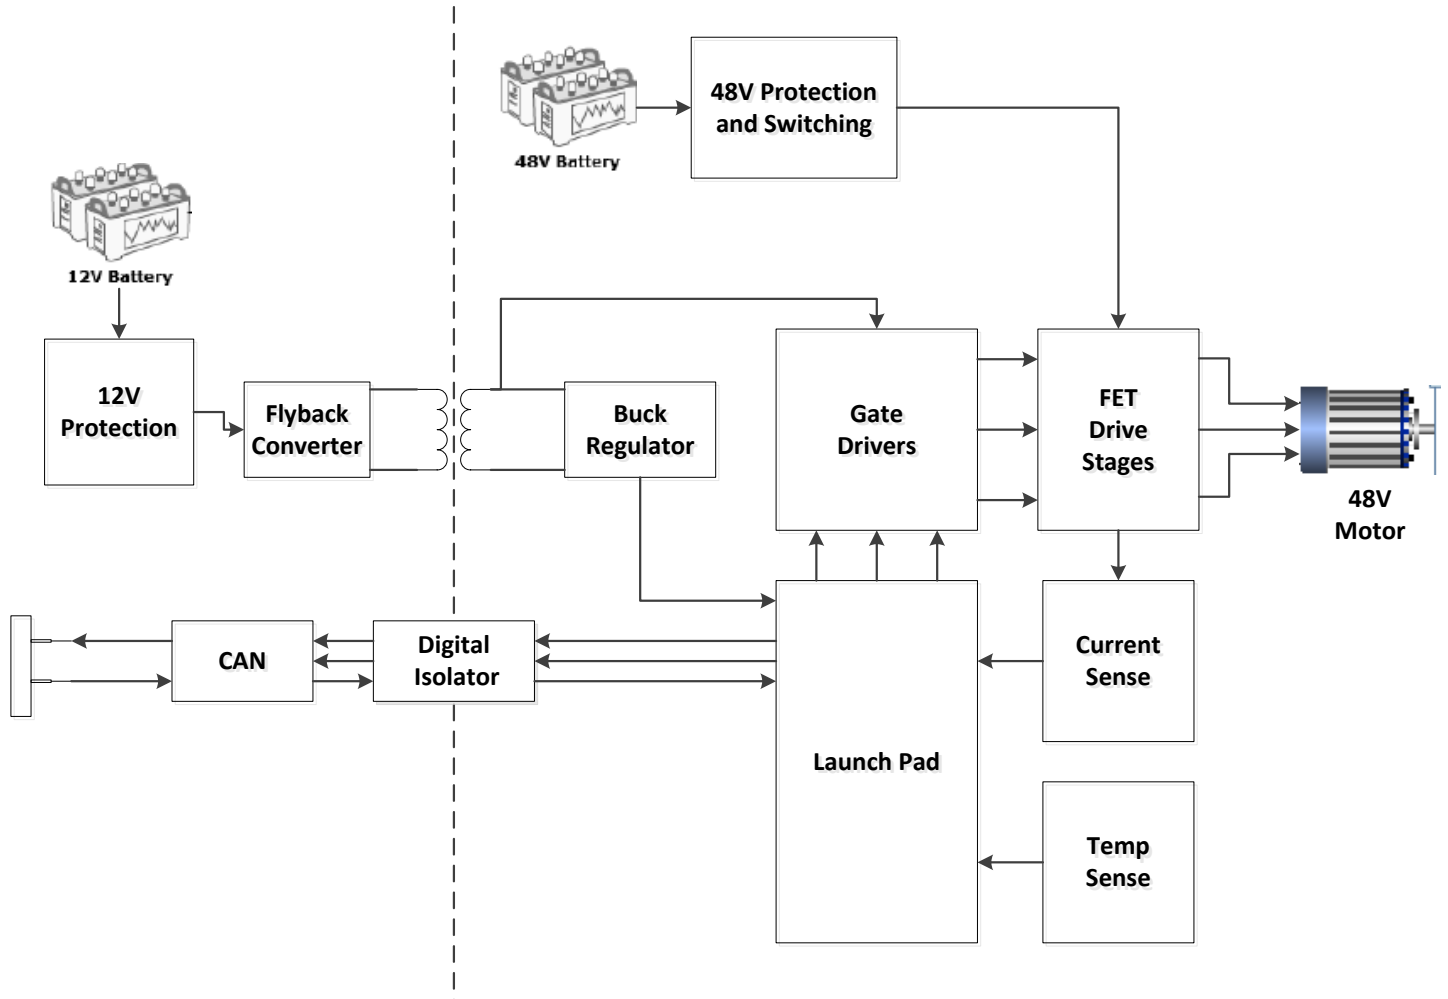 48V Protection
and Switching
48V Battery
12V Battery
12V
Protection
Flyback
Converter
Buck
Regulator
Gate
Drivers
FET
Drive
Stages
48V
Motor
CAN
Digital
Isolator
Launch Pad
Current
Sense
Temp
Sense